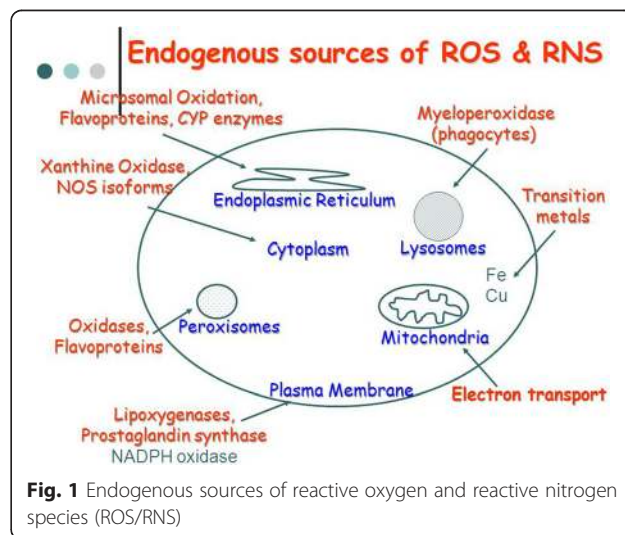 Endogenous sources of ROS & RNS
Microsomal Oxidation,
Flavoproteins, CYP enzymes
Myeloperoxidase
(phagocytes)
Xanthine Oxidase,
NOS isoforms
Endoplasmic Reticulum
Transition
metals
Cytoplasm
Lysosomes
Fe
Cu
Oxidases,
Flavoproteins
Peroxisomes
Mitochondria
Plasma Membrane
Electron transport
Lipoxygenases,
Prostaglandin synthase
NADPH oxidase
Fig. 1 Endogenous sources of reactive oxygen and reactive nitrogen
species (ROS/RNS)